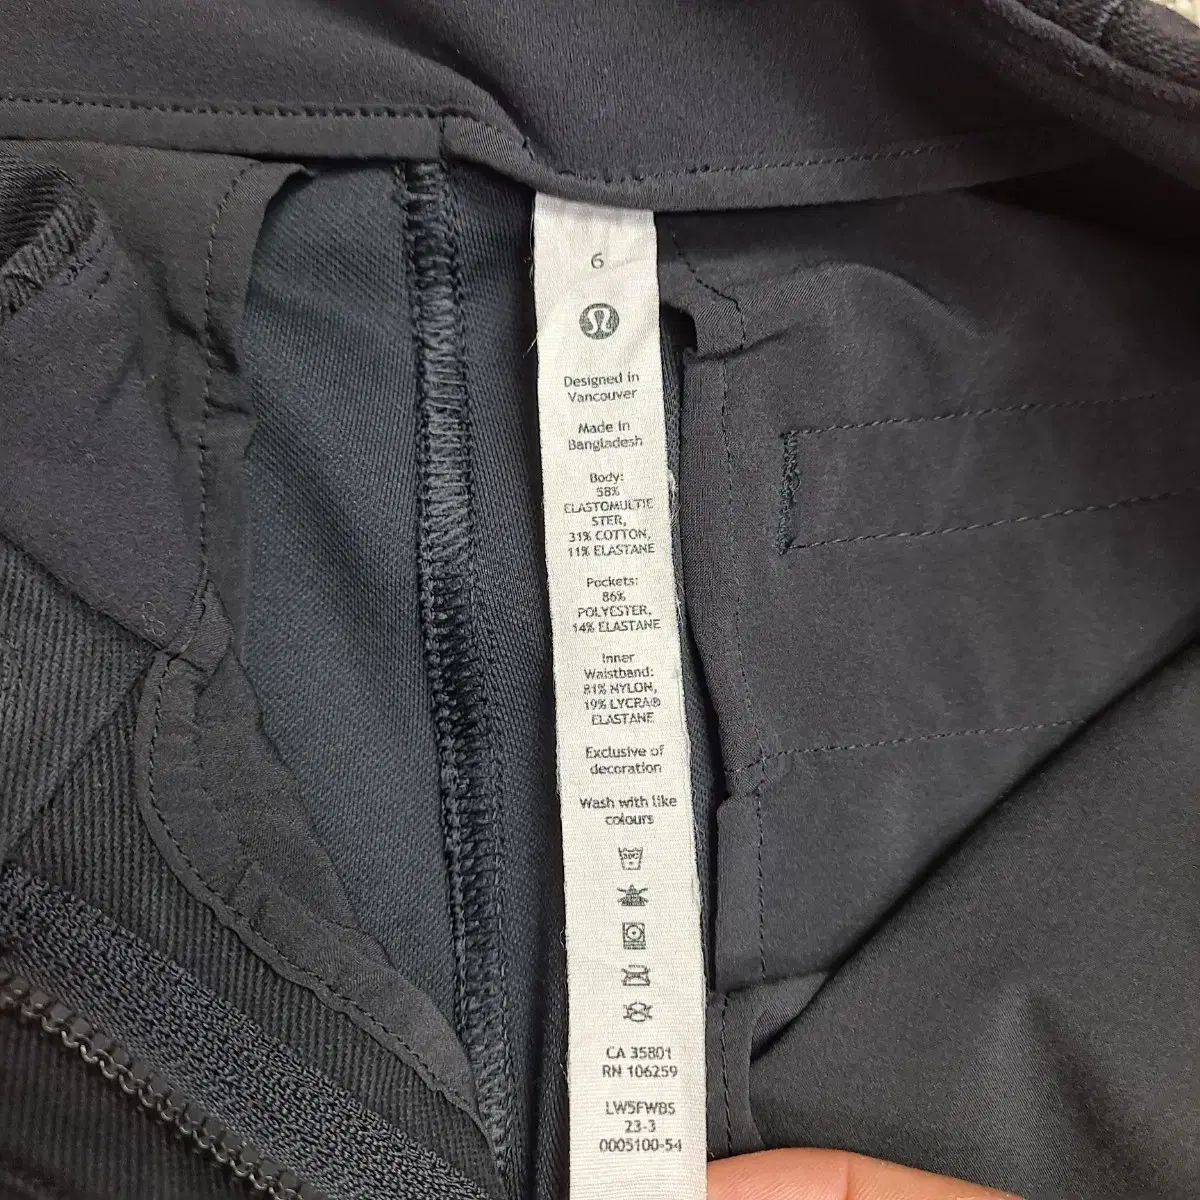 6
Designed in
Vancouver
Made in
Bangladesh
Body:
58%
ELASTOMULTIE
STER,
31% COTTON,
11% ELASTANE
Pockets:
86%
POLYESTER,
14% ELASTANE
Inner
Waistband:
81% NYLON,
19% LYCRA®
ELASTANE
Exclusive of
decoration
Wash with like
colours
30C
CA 35801
RN 106259
LW5FWBS
23-3
0005100-54